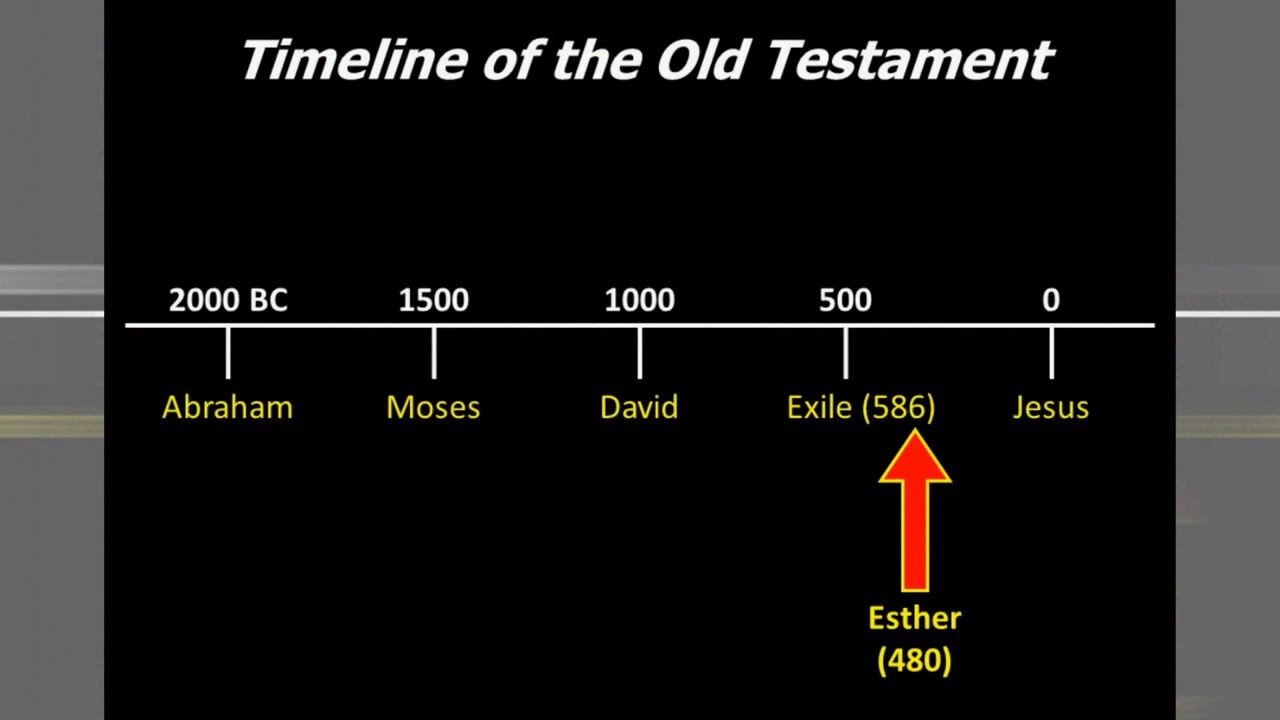 Timeline of the Old Testament
2000 BC 1500 1000 500 0
Abraham Moses David Exile (586) Jesus
Esther
(480)